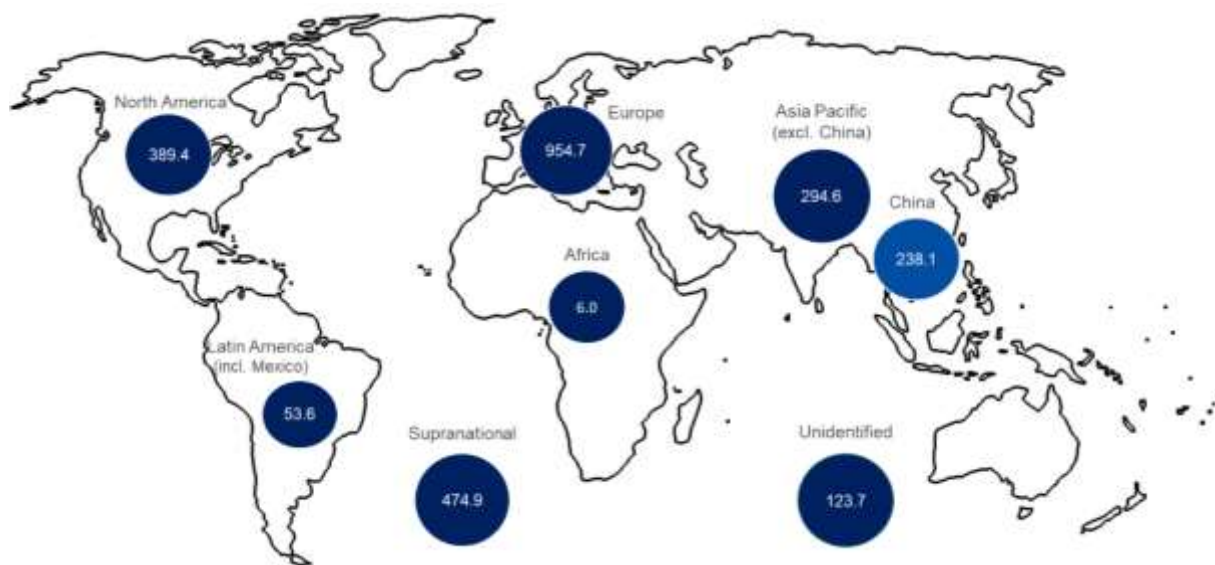 North America
389.4
Europe
954.7
Asia Pacific
(excl. China)
294.6
China
238.1
Africa
6.0
Latin America
(incl. Mexico)
53.6
Supranational
474.9
Unidentified
123.7